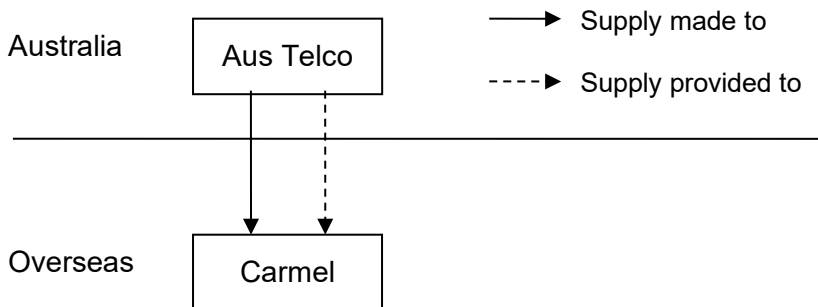 Australia
Aus Telco
Supply made to
Supply provided to
Overseas
Carmel